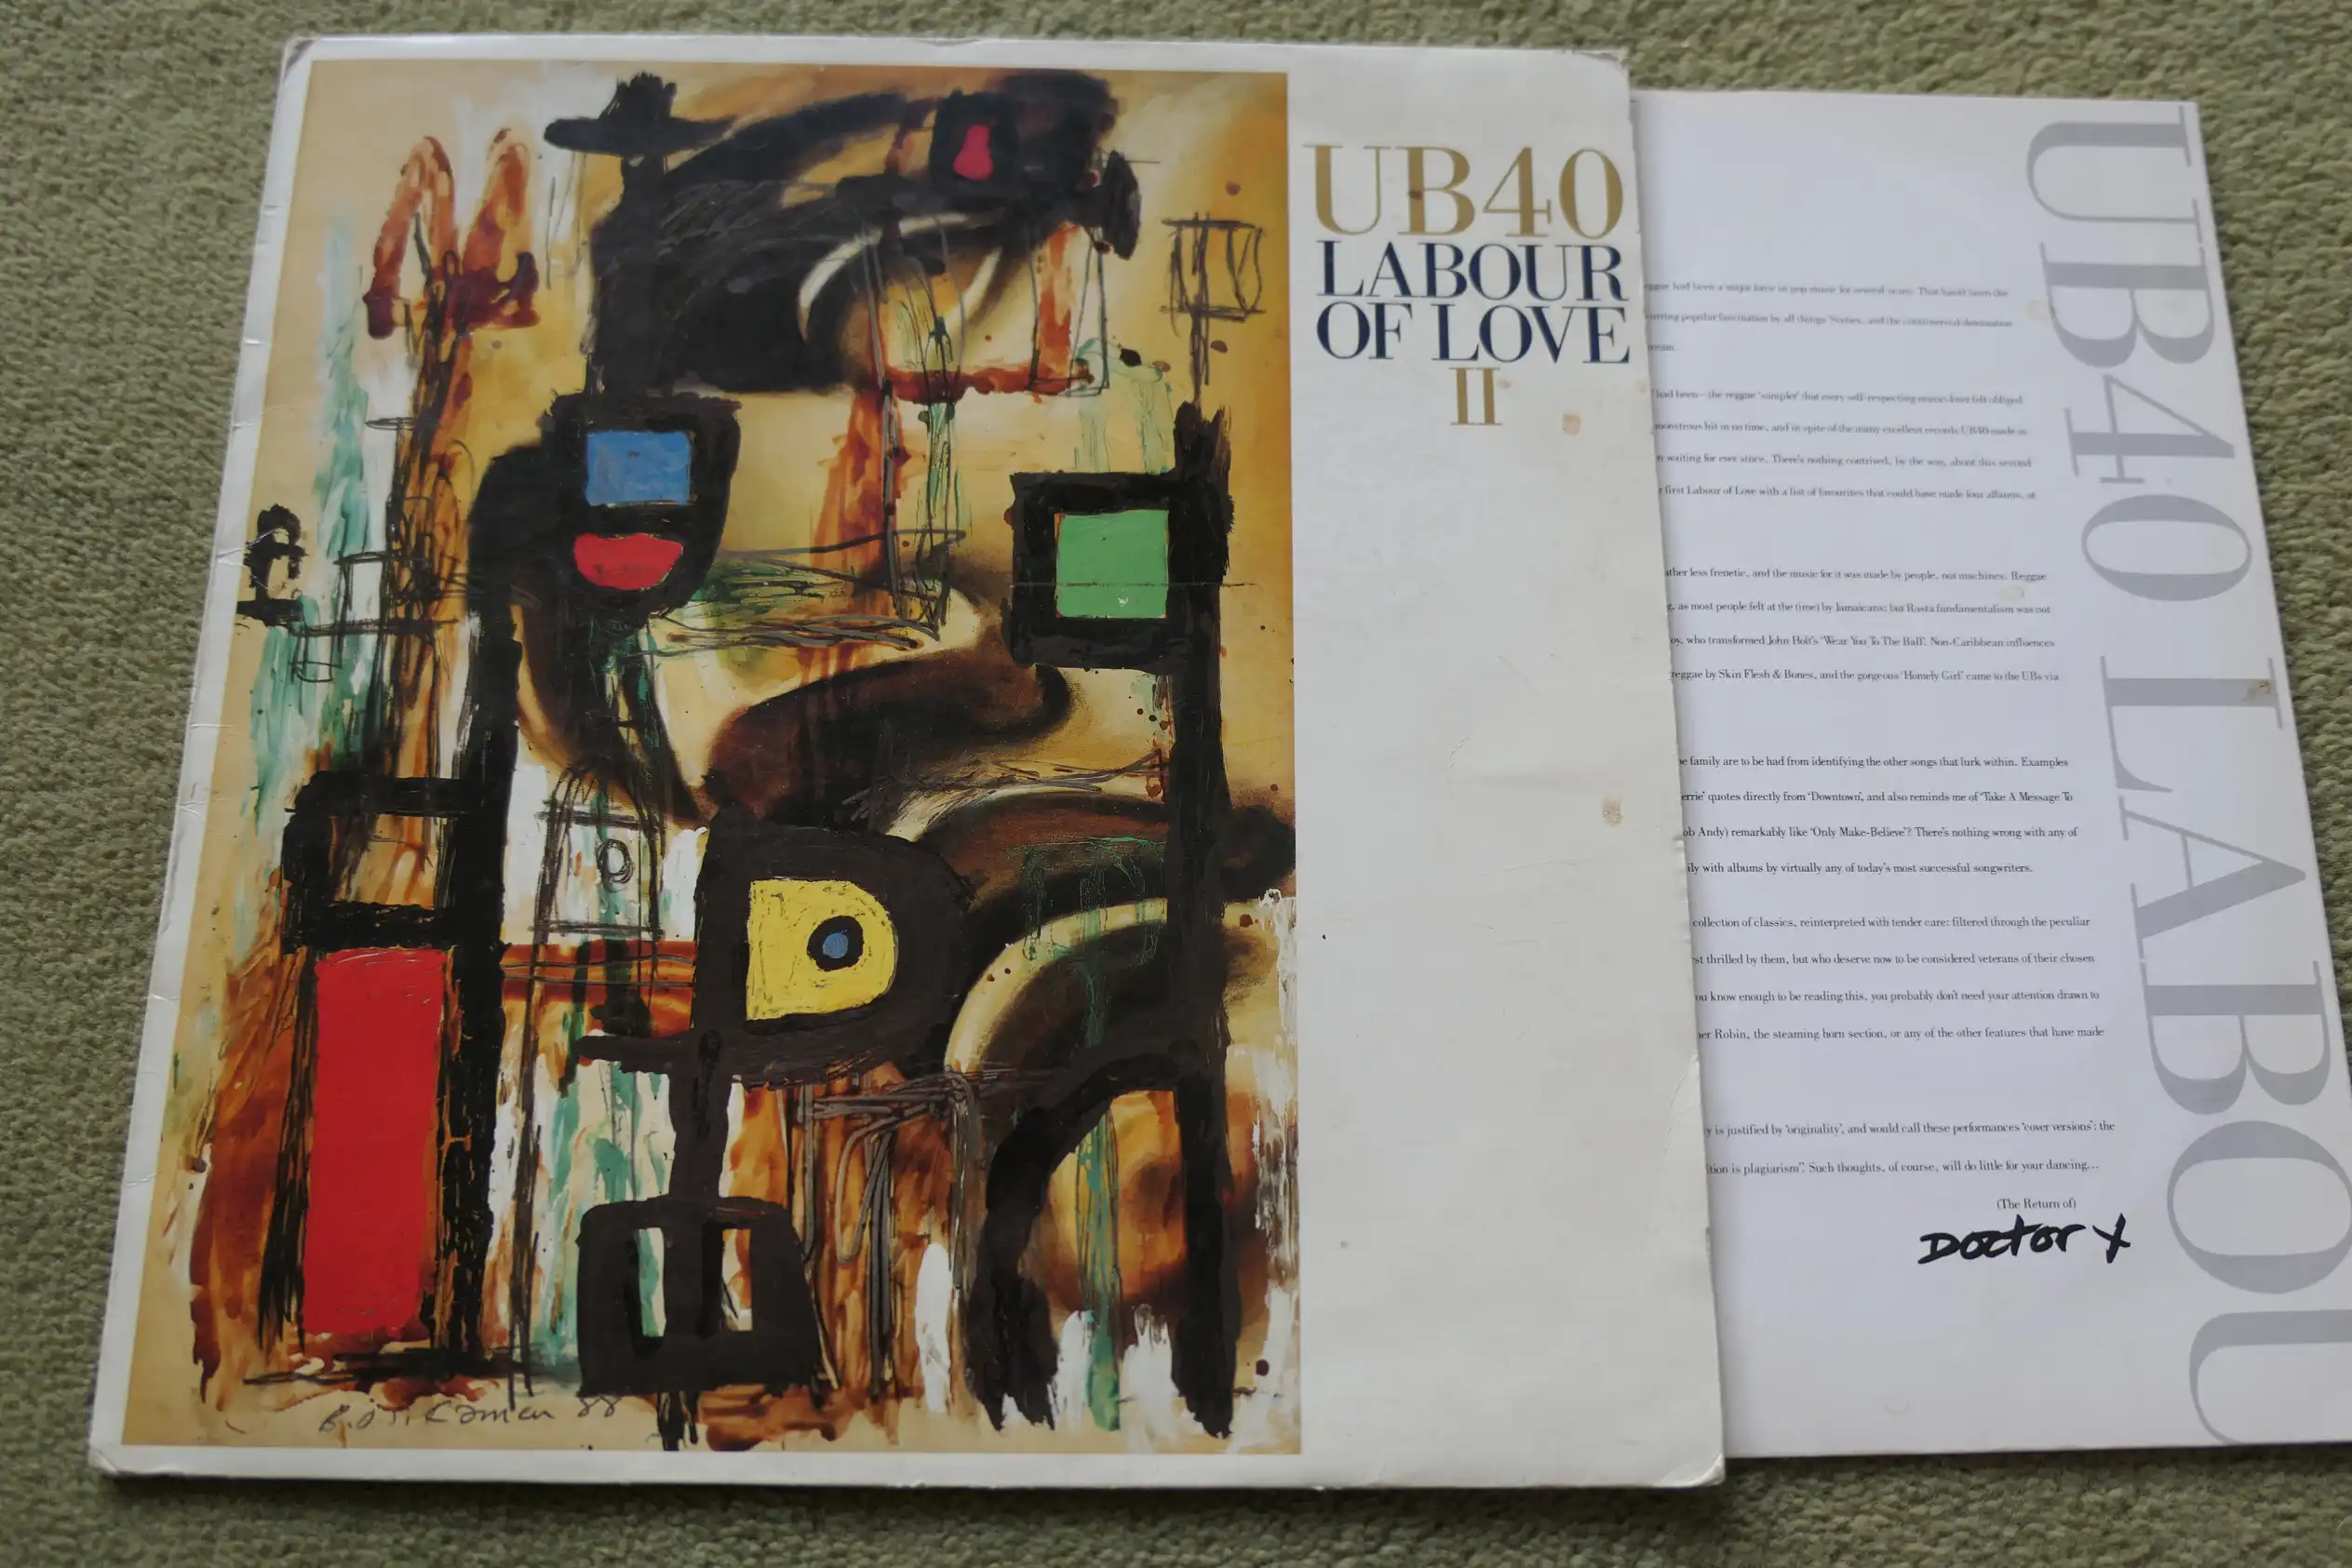 UB40
LABOUR
OF LOVE
II
88
UB40 LABOU
reggae had been a major force in pop music for several years. That hasn't been the
popular fascination by all things Sixties, and the controversial domination
had been—the reggae 'sampler' that every self-respecting music-lover felt obliged
monstrous hit in no time, and in spite of the many excellent records UB40 made in
waiting for ever since. There's nothing contrived, by the way, about this second
first Labour of Love with a list of favourites that could have made four albums, at
ather less frenetic, and the music for it was made by people, not machines. Reggae
, as most people felt at the time) by Jamaicans; but Rasta fundamentalism was not
oy, who transformed John Holt's 'Wear You To The Ball'. Non-Caribbean influences
reggae by Skin Flesh & Bones, and the gorgeous 'Homely Girl' came to the UBs via
e family are to be had from identifying the other songs that lurk within. Examples
errie' quotes directly from 'Downtown', and also reminds me of 'Take A Message To
ob Andy) remarkably like 'Only Make-Believe'? There's nothing wrong with any of
ily with albums by virtually any of today's most successful songwriters.
collection of classics, reinterpreted with tender care: filtered through the peculiar
st thrilled by them, but who deserve now to be considered veterans of their chosen
ou know enough to be reading this, you probably don't need your attention drawn to
er Robin, the steaming horn section, or any of the other features that have made
y is justified by 'originality', and would call these performances 'cover versions': the
ition is plagiarism". Such thoughts, of course, will do little for your dancing...
(The Return of)
Doctor X